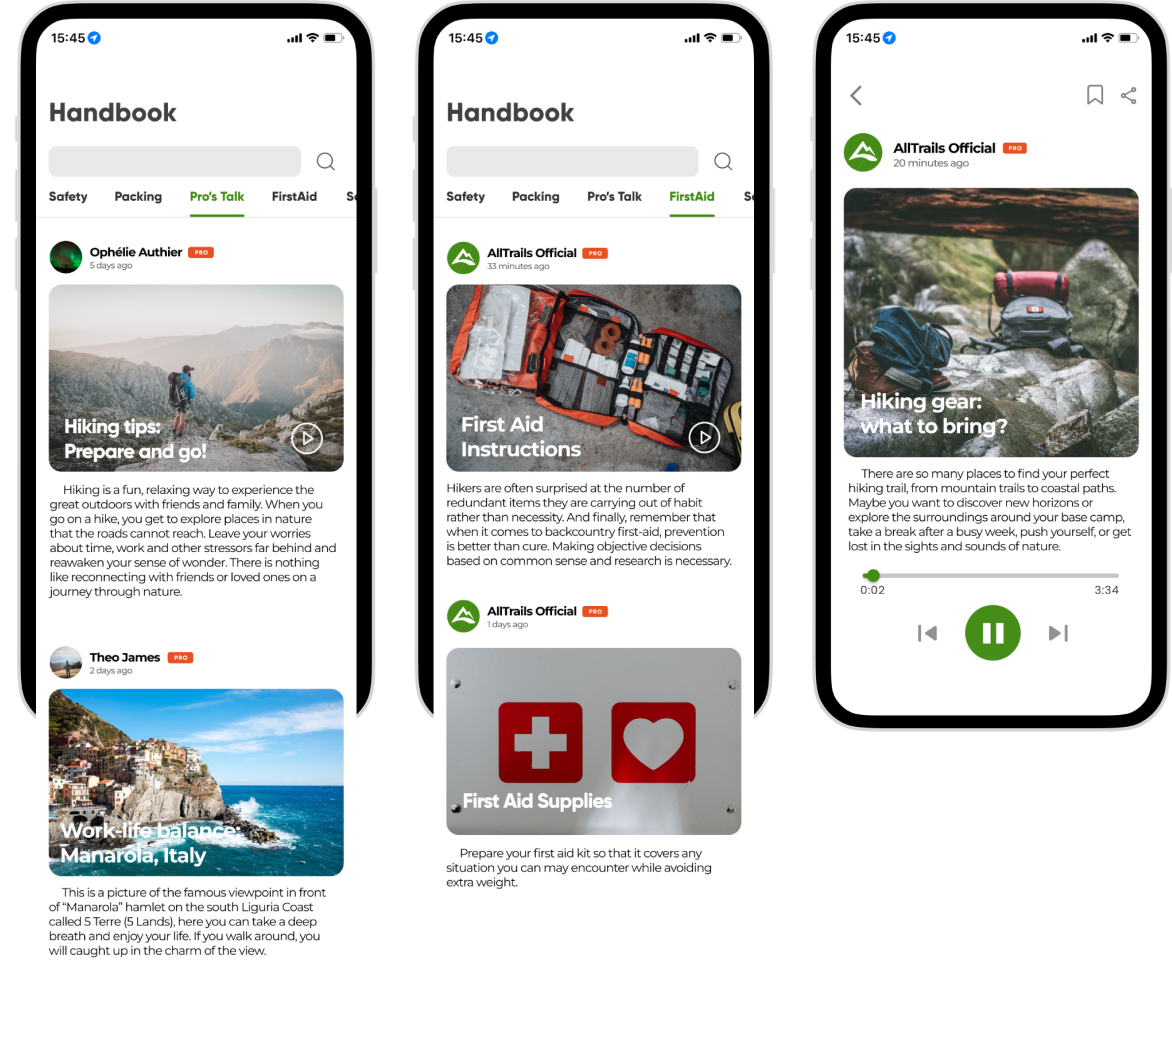 15:45
Handbook
Safety Packing Pro's Talk FirstAid
Ophélie Authier PRO
5 days ago
Hiking tips:
Prepare and go!
Hiking is a fun, relaxing way to experience the
great outdoors with friends and family. When you
go on a hike, you get to explore places in nature
that the roads cannot reach. Leave your worries
about time, work and other stressors far behind and
reawaken your sense of wonder. There is nothing
like reconnecting with friends or loved ones on a
journey through nature.
Theo James PRO
2 days ago
Work-life balance:
Manarola, Italy
This is a picture of the famous viewpoint in front
of “Manarola” hamlet on the south Liguria Coast
called 5 Terre (5 Lands), here you can take a deep
breath and enjoy your life. If you walk around, you
will caught up in the charm of the view.
15:45
Handbook
Safety Packing Pro's Talk FirstAid
AllTrails Official PRO
33 minutes ago
First Aid
Instructions
Hikers are often surprised at the number of
redundant items they are carrying out of habit
rather than necessity. And finally, remember that
when it comes to backcountry first-aid, prevention
is better than cure. Making objective decisions
based on common sense and research is necessary.
AllTrails Official PRO
1 days ago
First Aid Supplies
Prepare your first aid kit so that it covers any
situation you can may encounter while avoiding
extra weight.
15:45
AllTrails Official PRO
20 minutes ago
Hiking gear:
what to bring?
There are so many places to find your perfect
hiking trail, from mountain trails to coastal paths.
Maybe you want to discover new horizons or
explore the surroundings around your base camp,
take a break after a busy week, push yourself, or get
lost in the sights and sounds of nature.
0:02 3:34